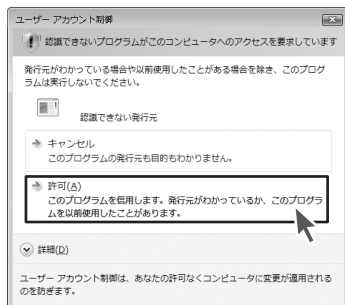 ユーザー アカウント制御
認識できないプログラムがこのコンピュータへのアクセスを要求しています
発行元がわかっている場合や以前使用したことがある場合を除き、このプログ
ラムは実行しないでください。
認識できない発行元
キャンセル
このプログラムの発行元も目的もわかりません。
許可(A)
このプログラムを信用します。発行元がわかっているか、このプログラ
ムを以前使用したことがあります。
詳細(D)
ユーザー アカウント制御は、あなたの許可なくコンピュータに変更が適用される
のを防ぎます。